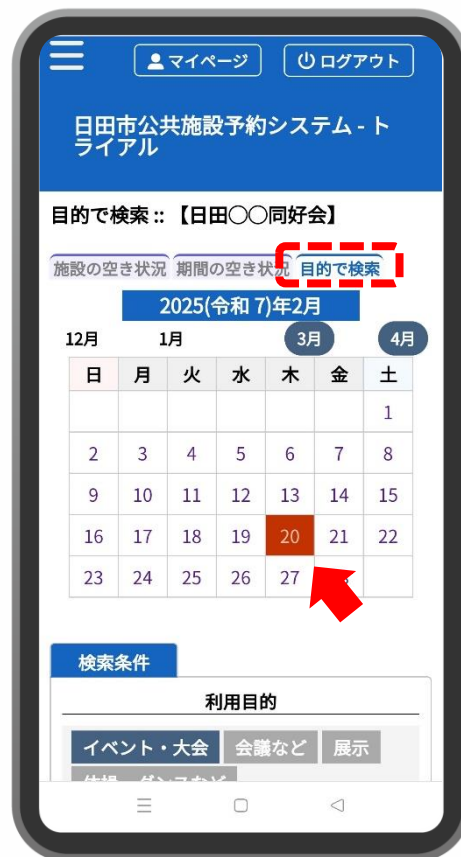 マイページ ログアウト
日田市公共施設予約システム - ト
ライアル
目的で検索 :: 【日田○○同好会】
施設の空き状況 期間の空き状況 目的で検索
2025(令和 7)年2月
12月 1月 3月 4月
日 月 火 水 木 金 土
1
2 3 4 5 6 7 8
9 10 11 12 13 14 15
16 17 18 19 20 21 22
23 24 25 26 27
検索条件
利用目的
イベント・大会 会議など 展示